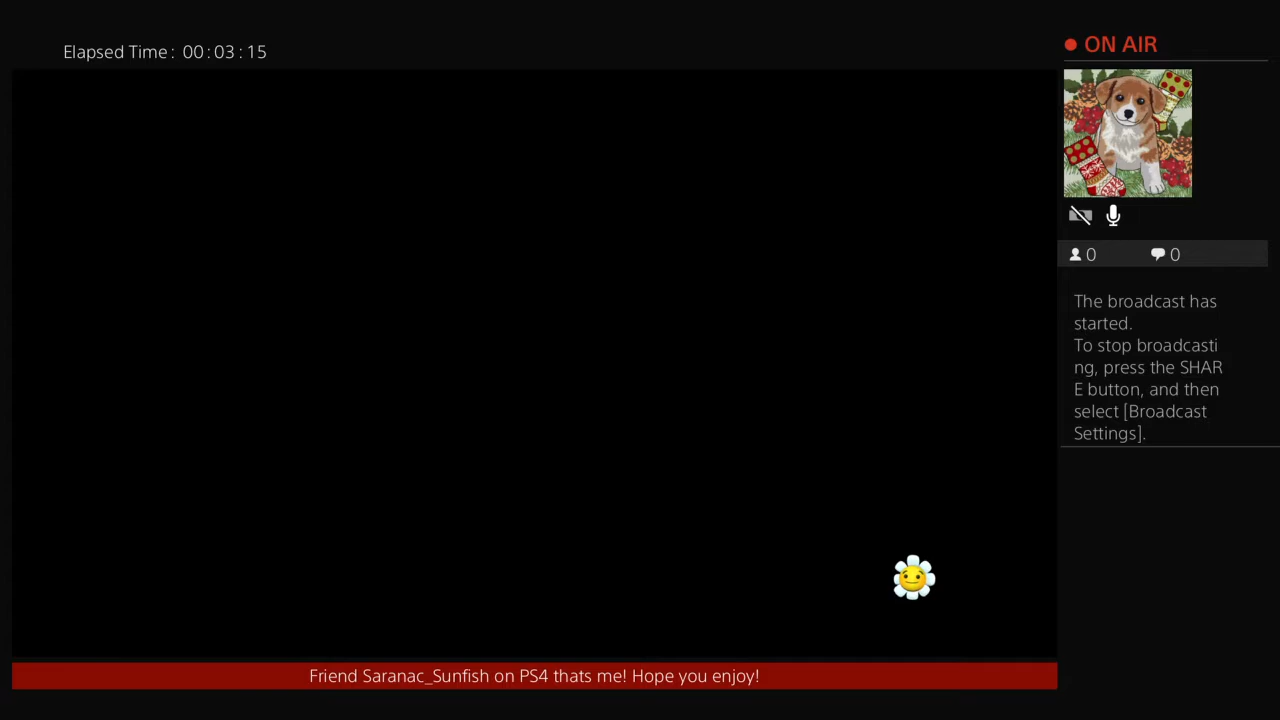 Elapsed Time: 00:03:15
ON AIR
0
0
The broadcast has
started.
To stop broadcasti
ng, press the SHAR
E button, and then
select [Broadcast
Settings].
Friend Saranac_Sunfish on PS4 thats me! Hope you enjoy!